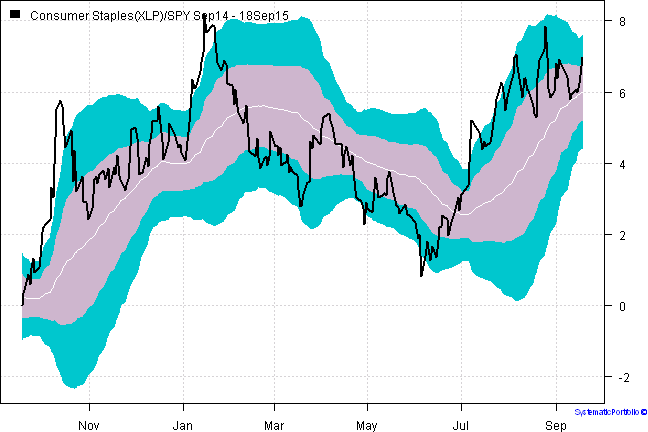 Consumer Staples(XLP)/SPY Sep14 - 18Sep15
8
6
4
2
0
-2
Nov Jan Mar May Jul Sep
SystematicPortfolio ©